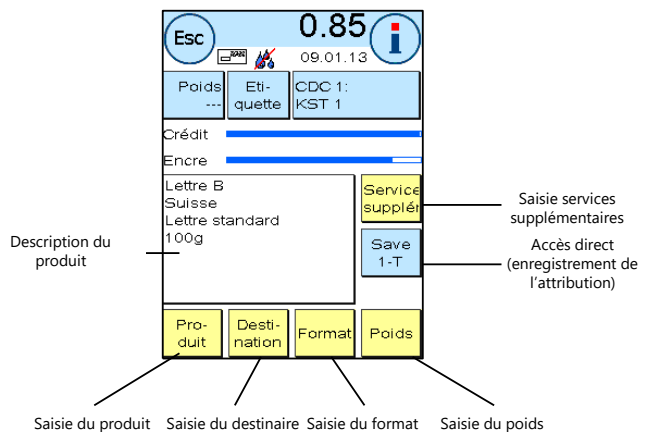 Esc
0.85
i
09.01.13
Poids
---
Eti-
quette
CDC 1:
KST 1
Crédit
Encre
Lettre B
Suisse
Lettre standard
100g
Service
supplér
Save
1-T
Pro-
duit
Desti-
nation
Format
Poids
Description du
produit
Saisie services
supplémentaires
Accès direct
(enregistrement de
l’attribution)
Saisie du produit
Saisie du destinaire
Saisie du format
Saisie du poids